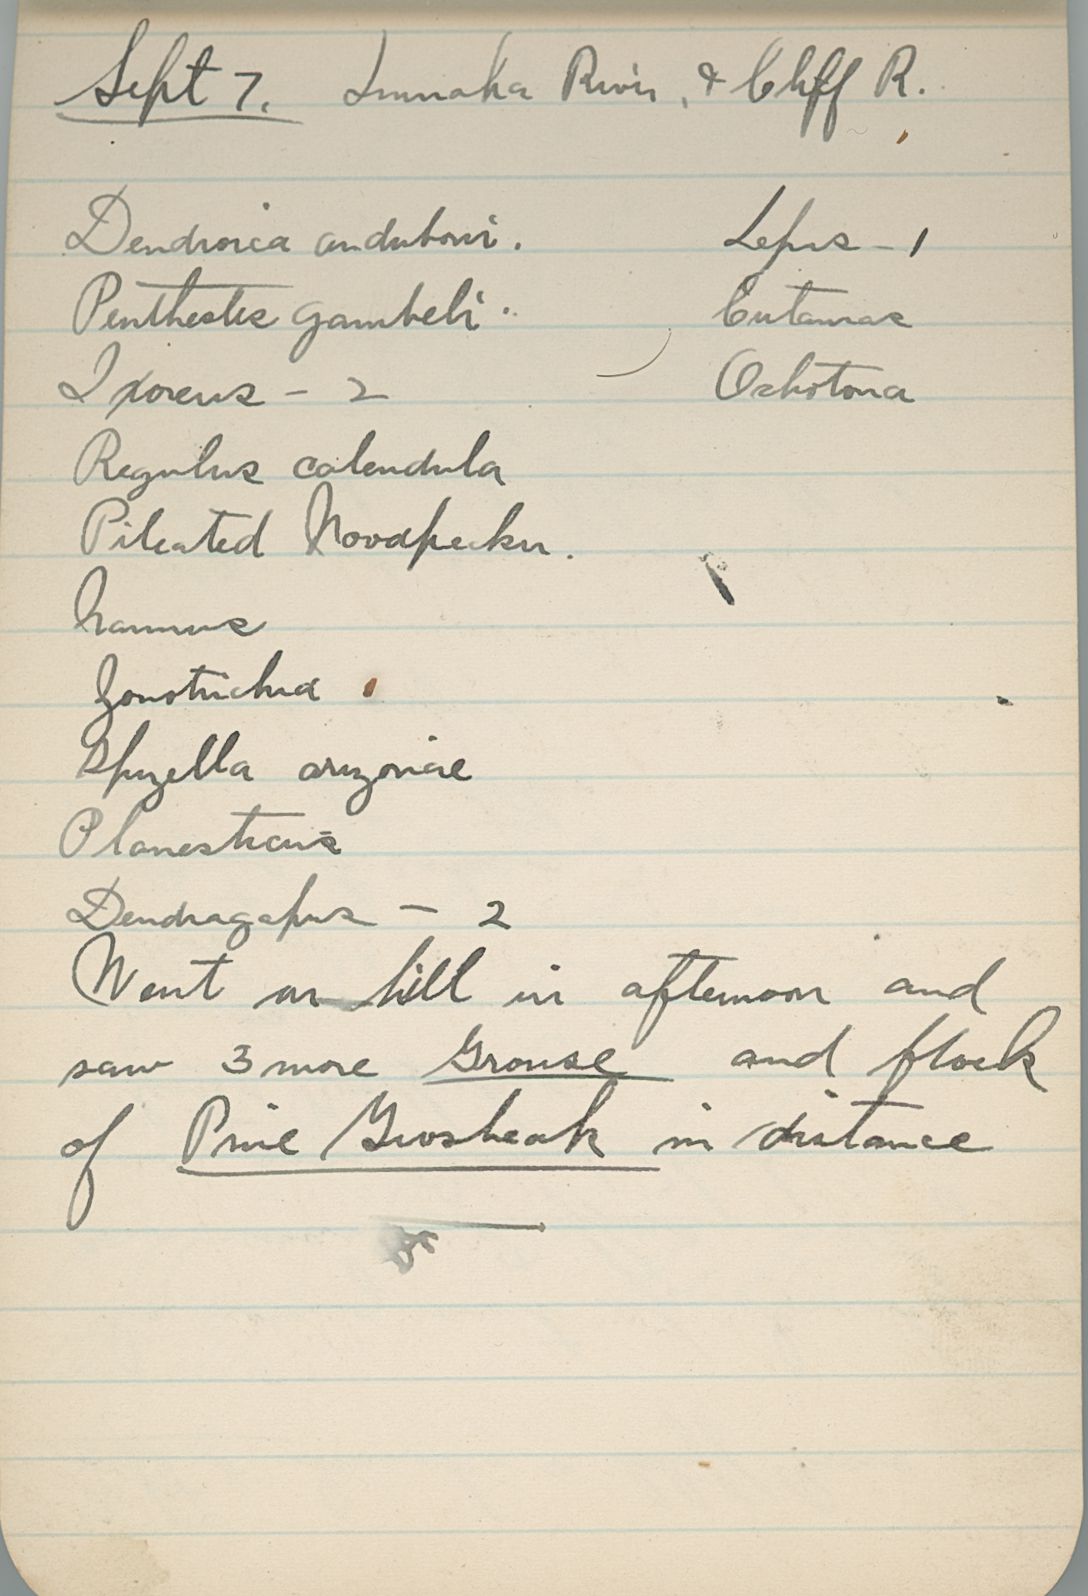 Sept 7. Imnaha River, & Cliff R.
Dendroica auduboni. Lepus - 1
Penthestes gambeli. Eutamias
Ixoreus - 2 Ochotona
Regulus calendula
Pileated Woodpecker.
Nannus
Zonotrichia
Spizella arizonae
Planesticus
Dendragapus - 2
Went on hill in afternoon and
saw 3 more Grouse and flock
of Pine Grosbeak in distance